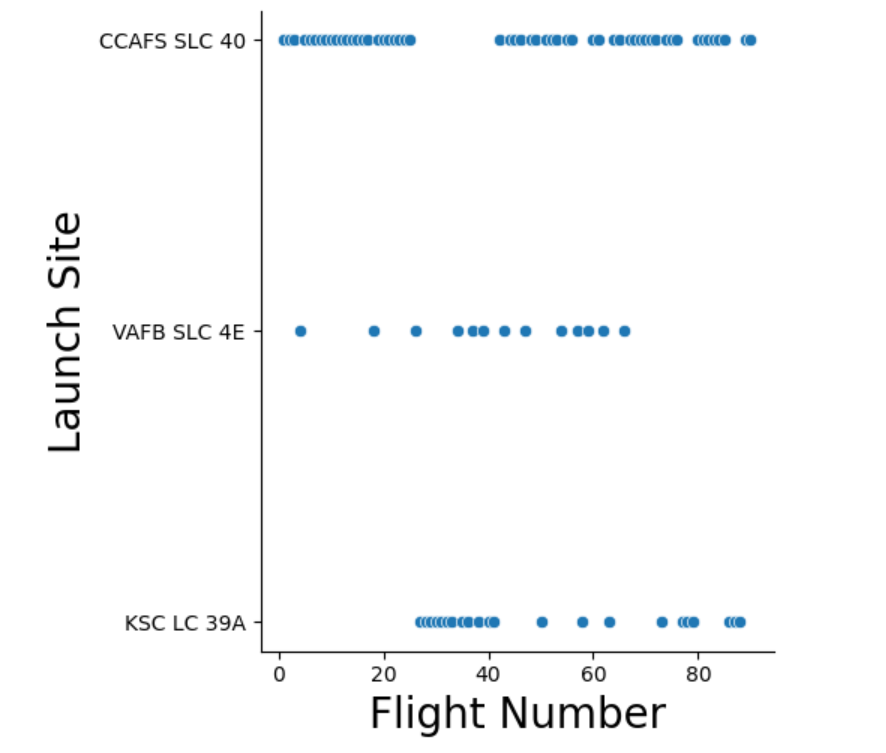 CCAFS SLC 40
VAFB SLC 4E
KSC LC 39A
Launch Site
0 20 40 60 80
Flight Number